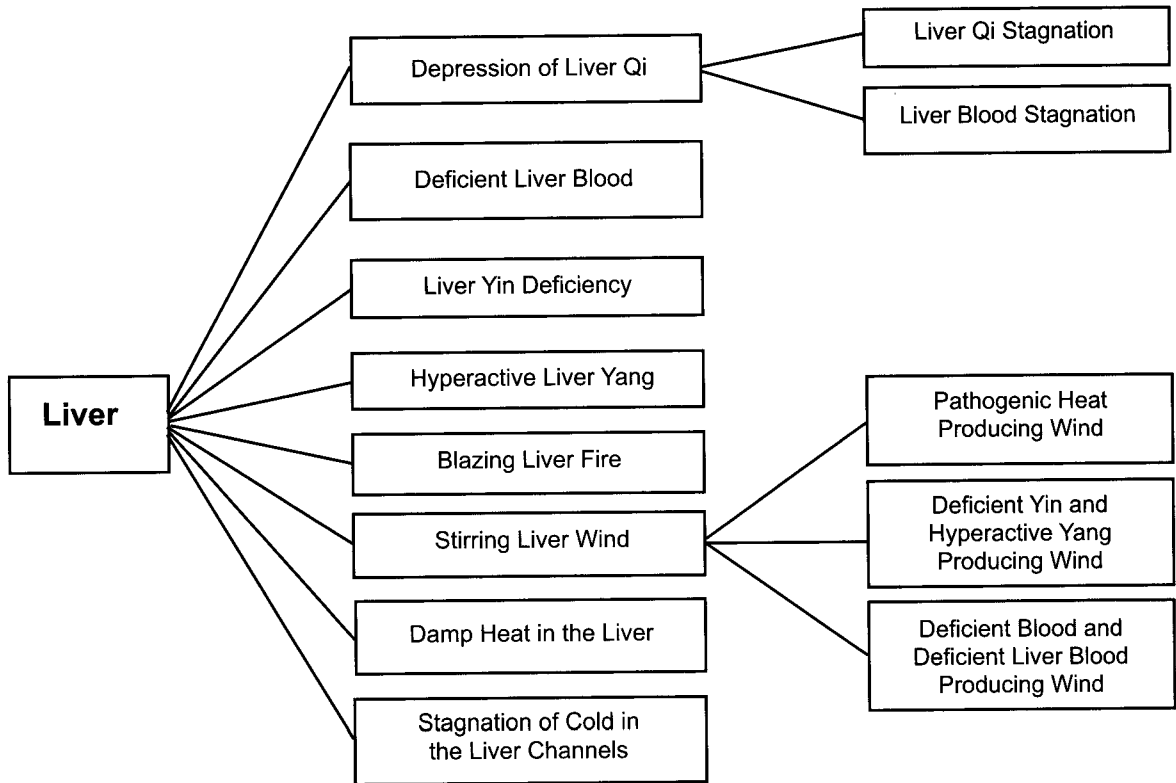 Liver
Depression of Liver Qi
Liver Qi Stagnation
Liver Blood Stagnation
Deficient Liver Blood
Liver Yin Deficiency
Hyperactive Liver Yang
Blazing Liver Fire
Stirring Liver Wind
Pathogenic Heat
Producing Wind
Deficient Yin and
Hyperactive Yang
Producing Wind
Deficient Blood and
Deficient Liver Blood
Producing Wind
Damp Heat in the Liver
Stagnation of Cold in
the Liver Channels